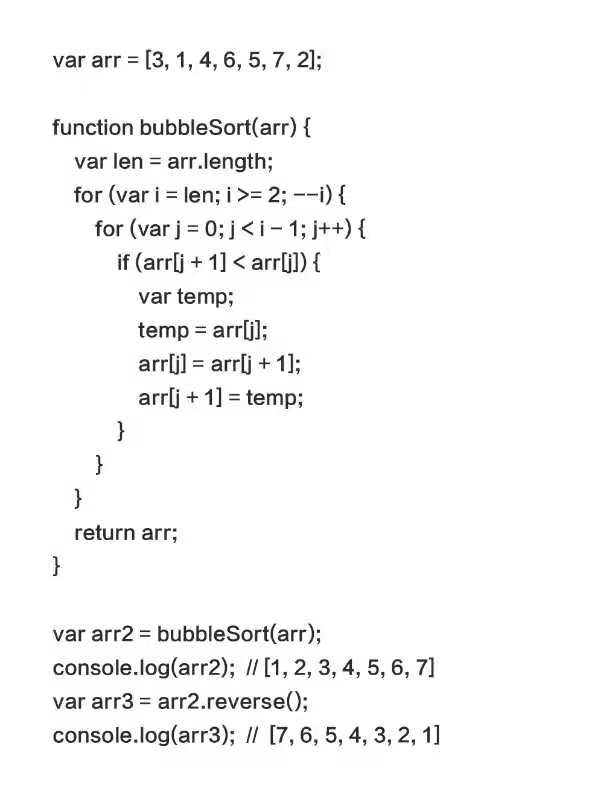 var arr = [3, 1, 4, 6, 5, 7, 2];
function bubbleSort(arr) {
var len = arr.length;
for (var i = len; i >= 2; --i) {
for (var j = 0; j < i - 1; j++) {
if (arr[j + 1] < arr[j]) {
var temp;
temp = arr[j];
arr[j] = arr[j + 1];
arr[j + 1] = temp;
}
}
}
return arr;
}
var arr2 = bubbleSort(arr);
console.log(arr2); // [1, 2, 3, 4, 5, 6, 7]
var arr3 = arr2.reverse();
console.log(arr3); // [7, 6, 5, 4, 3, 2, 1]